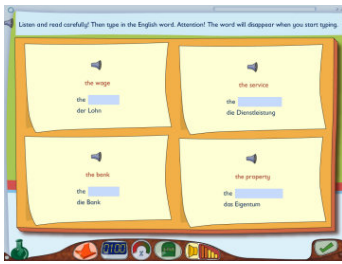 Listen and read carefully! Then type in the English word. Attention! The word will disappear when you start typing.
the wage
the
der Lohn
the service
the
die Dienstleistung
the bank
the
die Bank
the property
the
das Eigentum